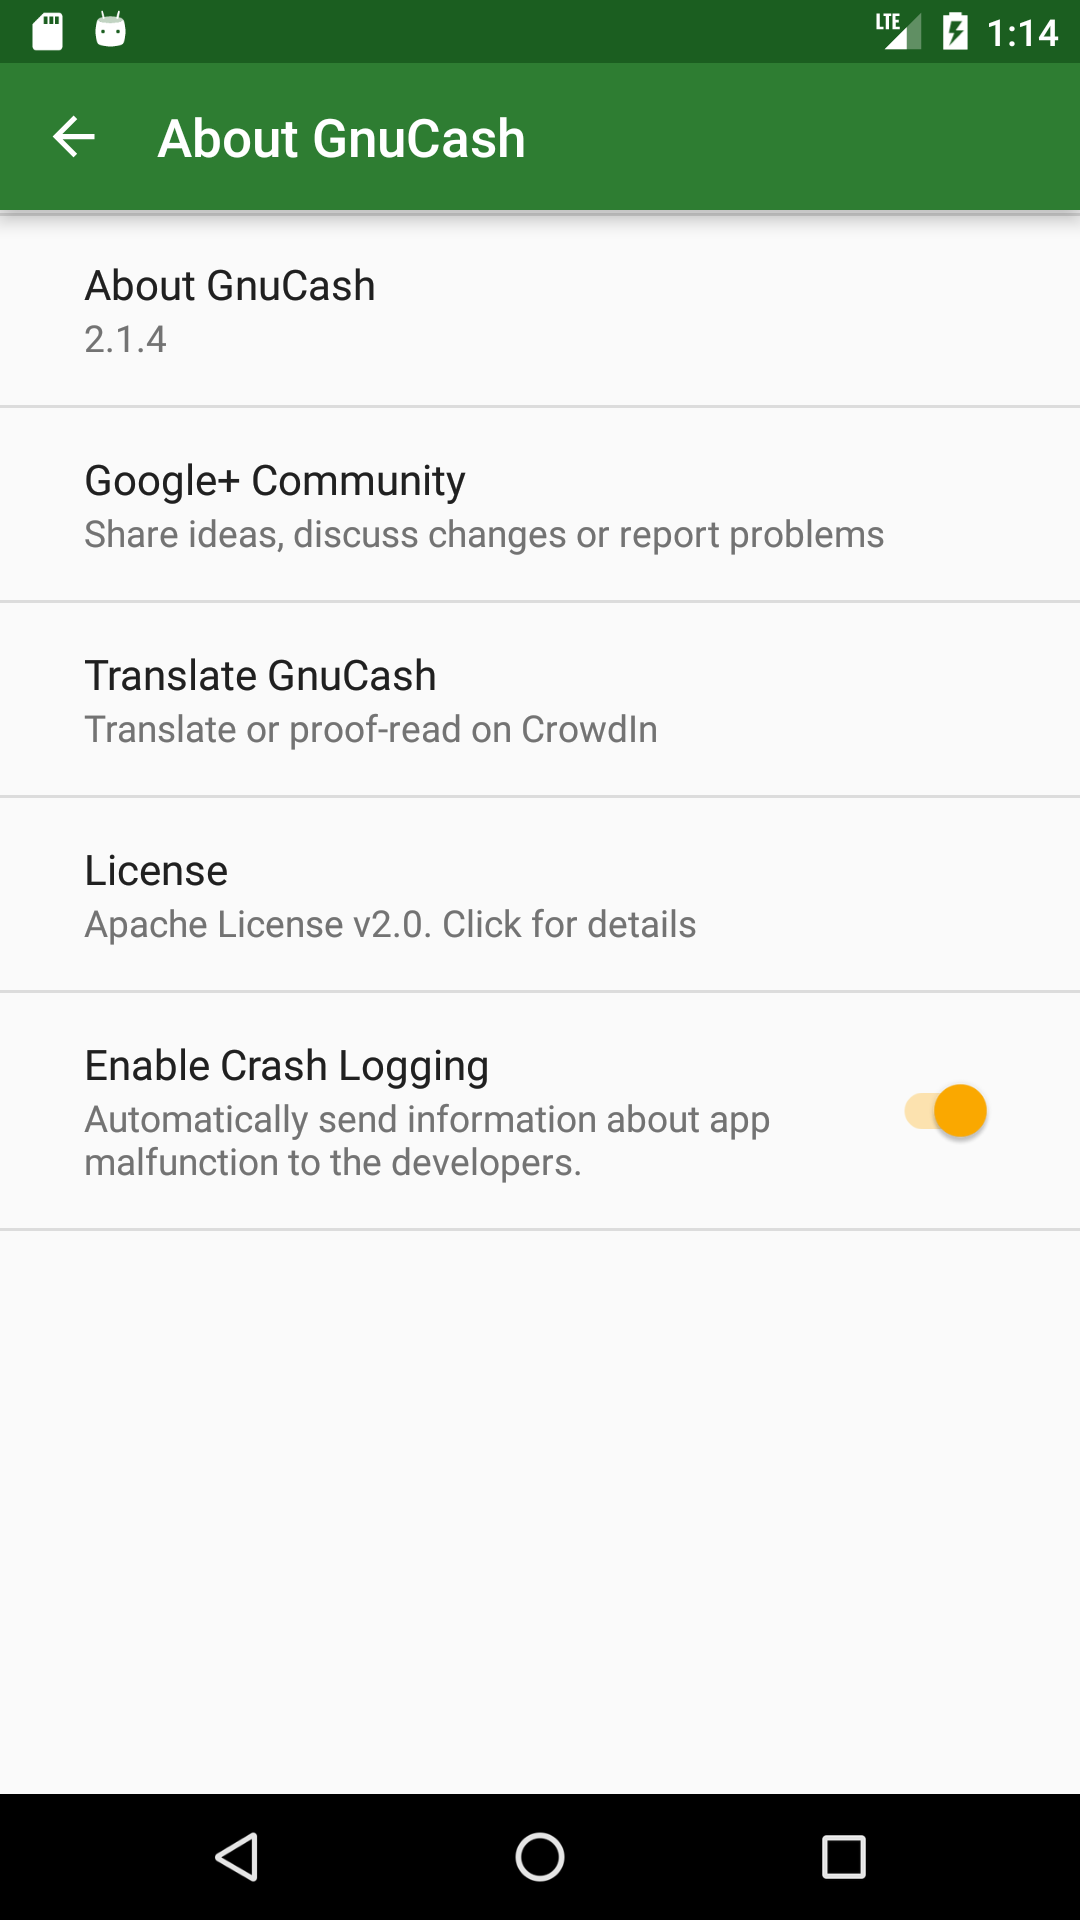 LTE 1:14
About GnuCash
About GnuCash
2.1.4
Google+ Community
Share ideas, discuss changes or report problems
Translate GnuCash
Translate or proof-read on CrowdIn
License
Apache License v2.0. Click for details
Enable Crash Logging
Automatically send information about app
malfunction to the developers.